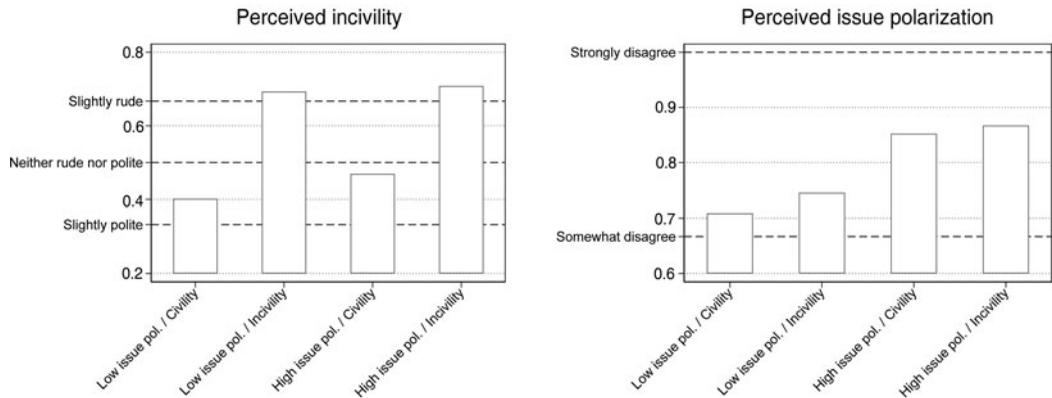 Perceived incivility
0.8
Slightly rude
0.6
Neither rude nor polite
0.4
Slightly polite
0.2
Low issue pol. / Civility
Low issue pol. / Incivility
High issue pol. / Civility
High issue pol. / Incivility
Perceived issue polarization
Strongly disagree
0.9
0.8
0.7
Somewhat disagree
0.6
Low issue pol. / Civility
Low issue pol. / Incivility
High issue pol. / Civility
High issue pol. / Incivility